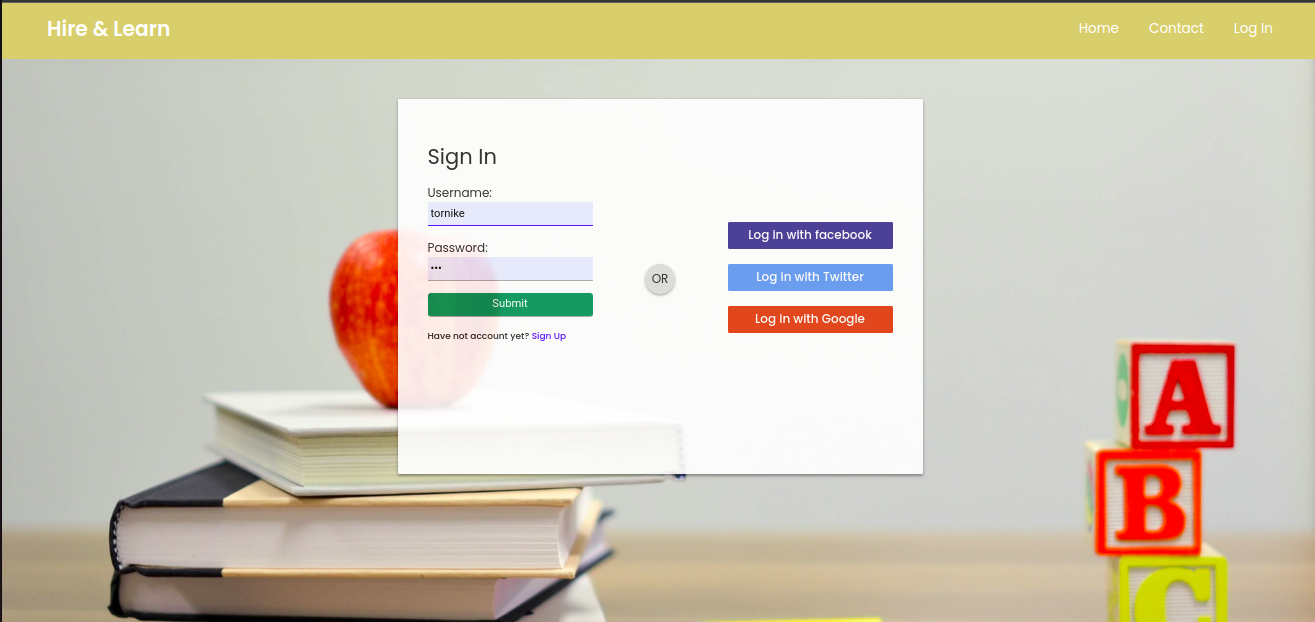 Hire & Learn
Home Contact Log In
Sign In
Username:
tornike
Password:
•••
Submit
Have not account yet? Sign Up
OR
Log in with facebook
Log In with Twitter
Log In with Google
A
B
C